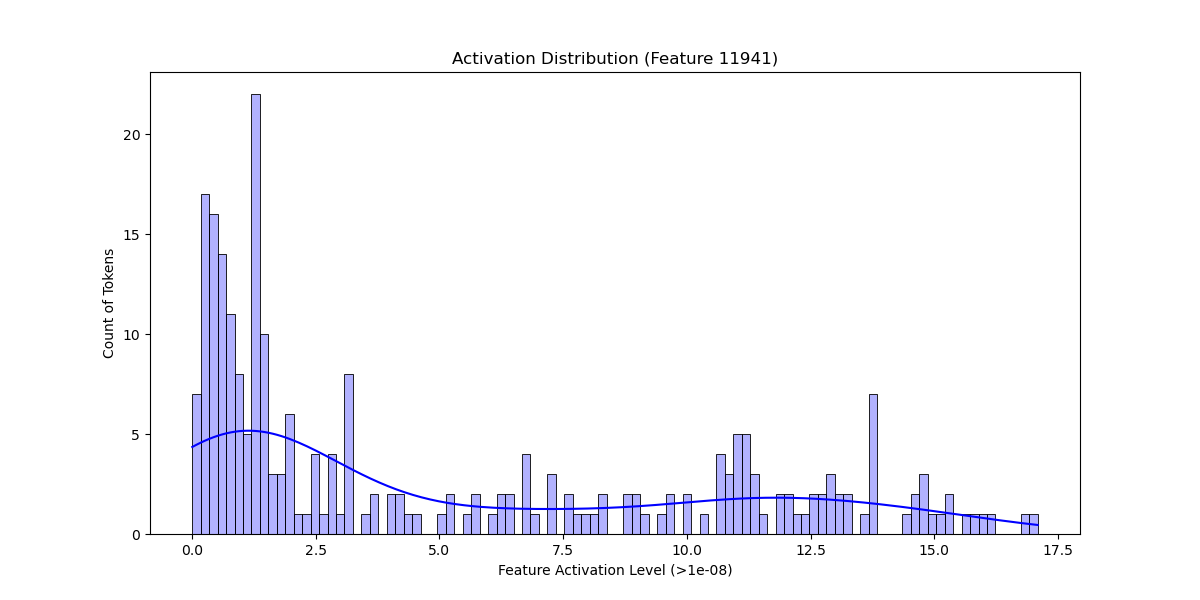 Activation Distribution (Feature 11941)
20
15
10
5
0
Count of Tokens
0.0 2.5 5.0 7.5 10.0 12.5 15.0 17.5
Feature Activation Level (>1e-08)